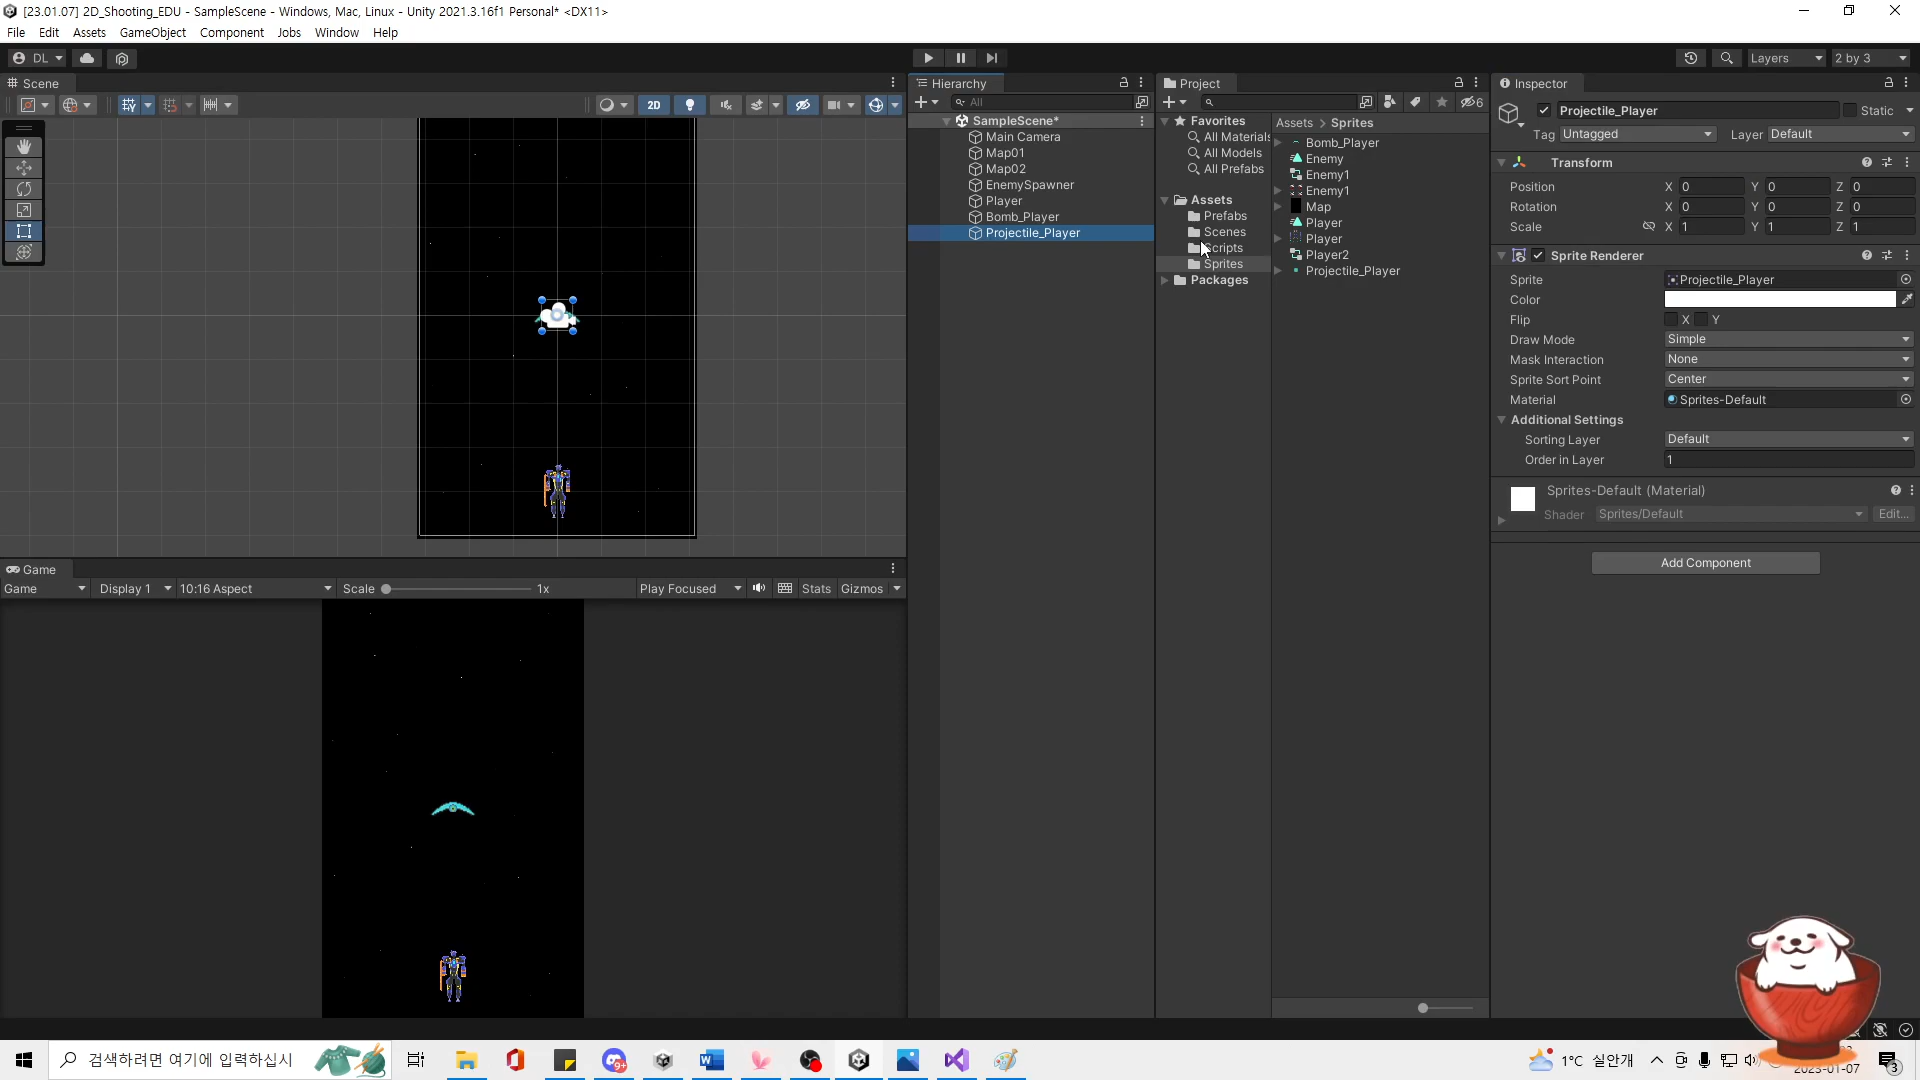 [23.01.07] 2D_Shooting_EDU - SampleScene - Windows, Mac, Linux - Unity 2021.3.16f1 Personal* <DX11>
File Edit Assets GameObject Component Jobs Window Help
DL Layers 2 by 3
Scene
2D
Hierarchy
All
SampleScene*
Main Camera
Map01
Map02
EnemySpawner
Player
Bomb_Player
Projectile_Player
Project
6
Favorites
All Materials
All Models
All Prefabs
Assets
Prefabs
Scenes
Scripts
Sprites
Packages
Assets > Sprites
Bomb_Player
Enemy
Enemy1
Enemy1
Map
Player
Player
Player2
Projectile_Player
Inspector
Projectile_Player Static
Tag Untagged Layer Default
Transform
Position X 0 Y 0 Z 0
Rotation X 0 Y 0 Z 0
Scale X 1 Y 1 Z 1
Sprite Renderer
Sprite Projectile_Player
Color
Flip X Y
Draw Mode Simple
Mask Interaction None
Sprite Sort Point Center
Material Sprites-Default
Additional Settings
Sorting Layer Default
Order in Layer 1
Sprites-Default (Material)
Shader Sprites/Default Edit...
Add Component
Game
Game Display 1 10:16 Aspect Scale 1x Play Focused Stats Gizmos
검색하려면 여기에 입력하십시
9+
1°C 실안개
2023-01-07
3